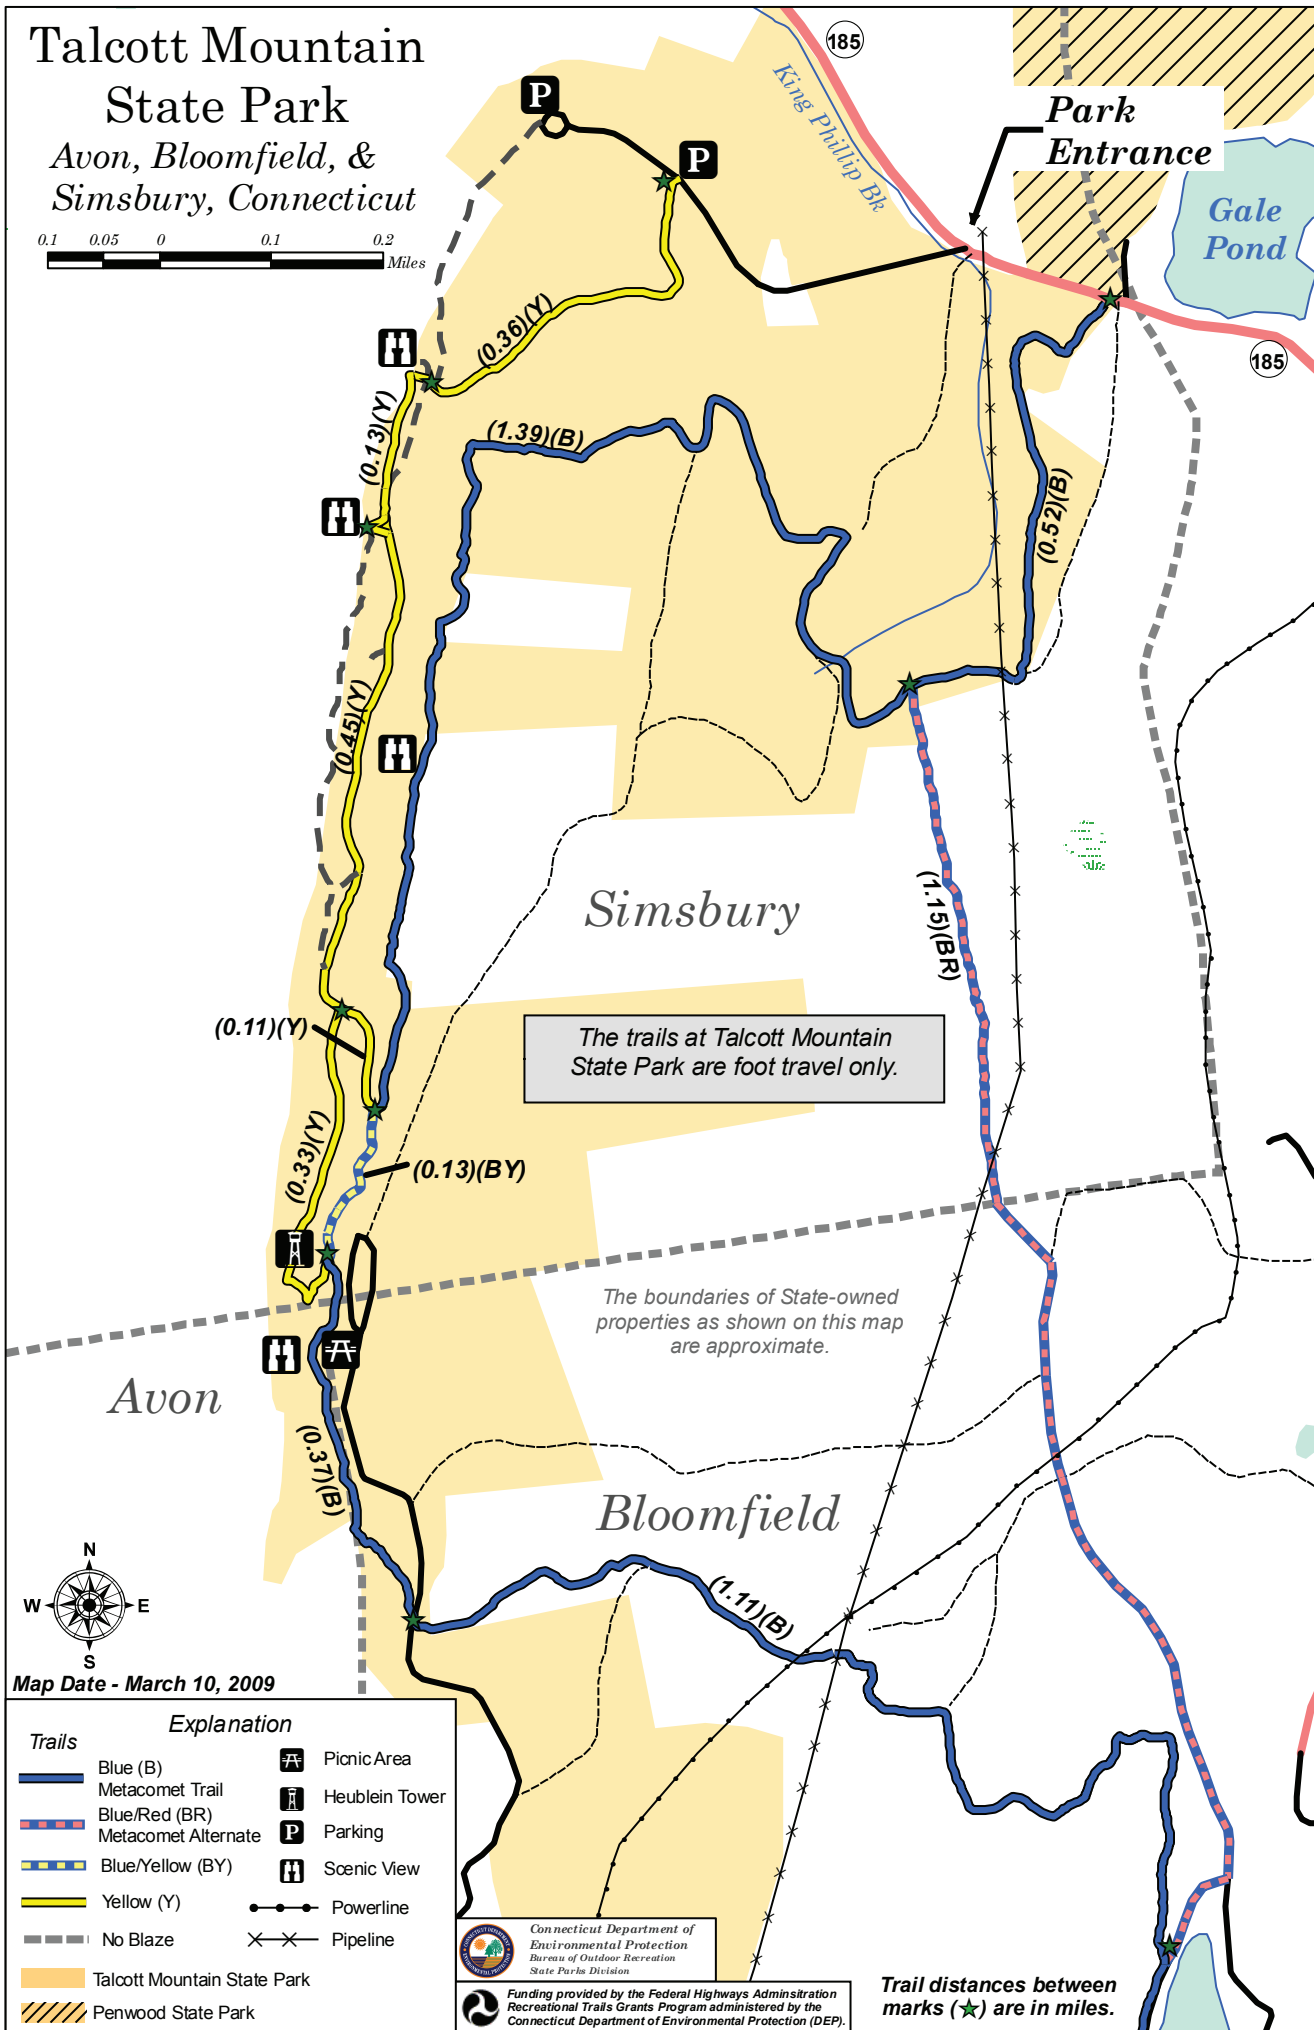 Talcott Mountain
State Park
Avon, Bloomfield, &
Simsbury, Connecticut
0.1 0.05 0 0.1 0.2
Miles
P
P
185
King Phillip Bk
Park
Entrance
Gale
Pond
185
(0.36)(Y)
(0.13)(Y)
(1.39)(B)
(0.52)(B)
(0.45)(Y)
Simsbury
(1.15)(BR)
(0.11)(Y)
The trails at Talcott Mountain
State Park are foot travel only.
(0.33)(Y)
(0.13)(BY)
The boundaries of State-owned
properties as shown on this map
are approximate.
Avon
(0.37)(B)
Bloomfield
(1.11)(B)
N
W E
S
Map Date - March 10, 2009
Explanation
Trails
Blue (B)
Metacomet Trail
Blue/Red (BR)
Metacomet Alternate
Blue/Yellow (BY)
Yellow (Y)
No Blaze
Talcott Mountain State Park
Penwood State Park
Picnic Area
Heublein Tower
P Parking
Scenic View
Powerline
Pipeline
Connecticut Department of
Environmental Protection
Bureau of Outdoor Recreation
State Parks Division
Funding provided by the Federal Highways Adminsitration
Recreational Trails Grants Program administered by the
Connecticut Department of Environmental Protection (DEP).
Trail distances between
marks (★) are in miles.